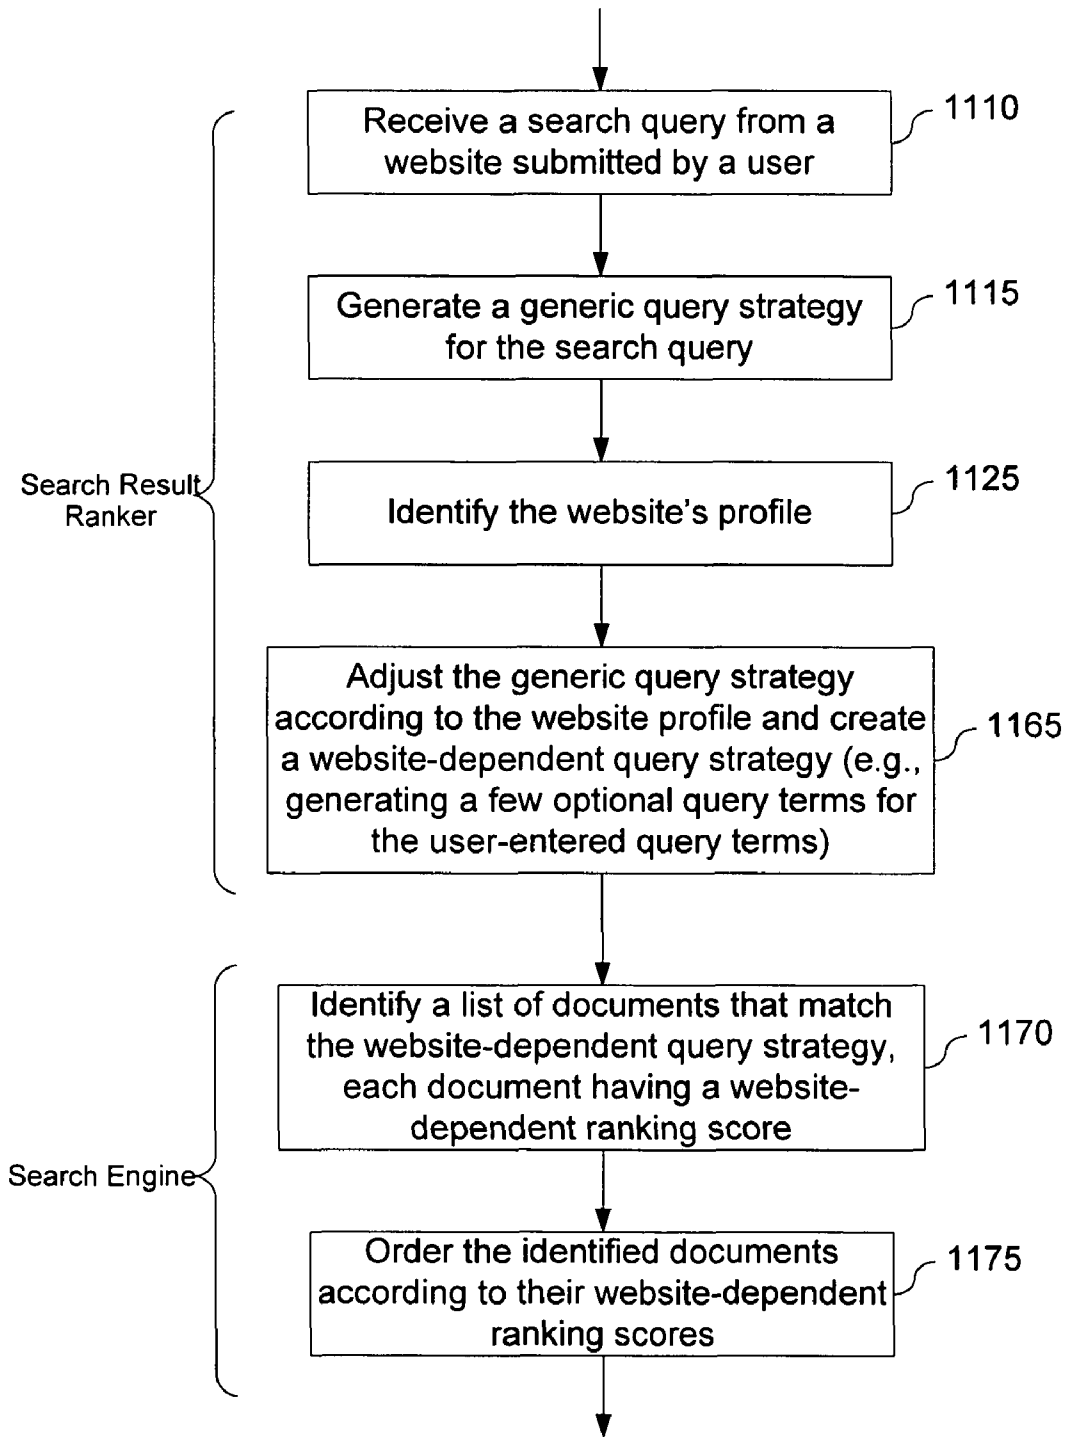 Receive a search query from a
website submitted by a user
1110
Generate a generic query strategy
for the search query
1115
Search Result
Ranker
Identify the website's profile
1125
Adjust the generic query strategy
according to the website profile and create
a website-dependent query strategy (e.g.,
generating a few optional query terms for
the user-entered query terms)
1165
Identify a list of documents that match
the website-dependent query strategy,
each document having a website-
dependent ranking score
1170
Search Engine
Order the identified documents
according to their website-dependent
ranking scores
1175